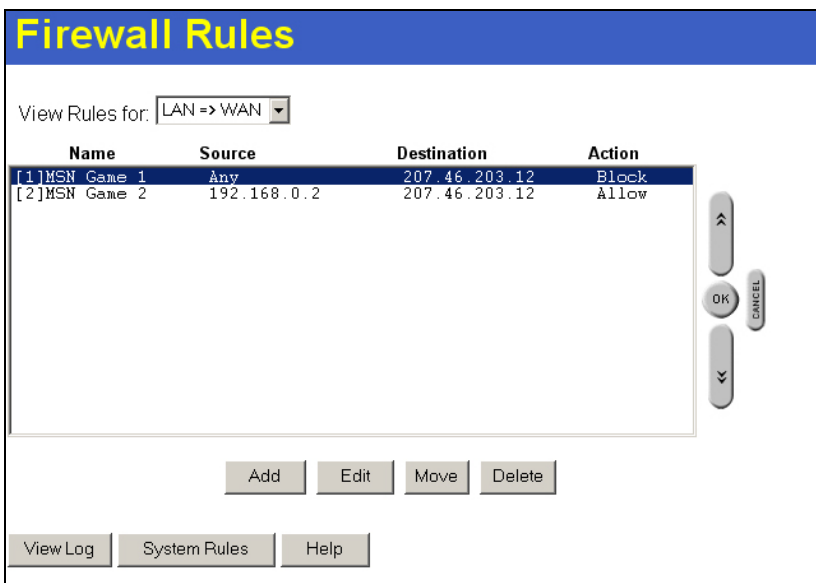 Firewall Rules
View Rules for: LAN => WAN
Name Source Destination Action
[1]MSN Game 1 Any 207.46.203.12 Block
[2]MSN Game 2 192.168.0.2 207.46.203.12 Allow
OK
CANCEL
Add Edit Move Delete
View Log System Rules Help